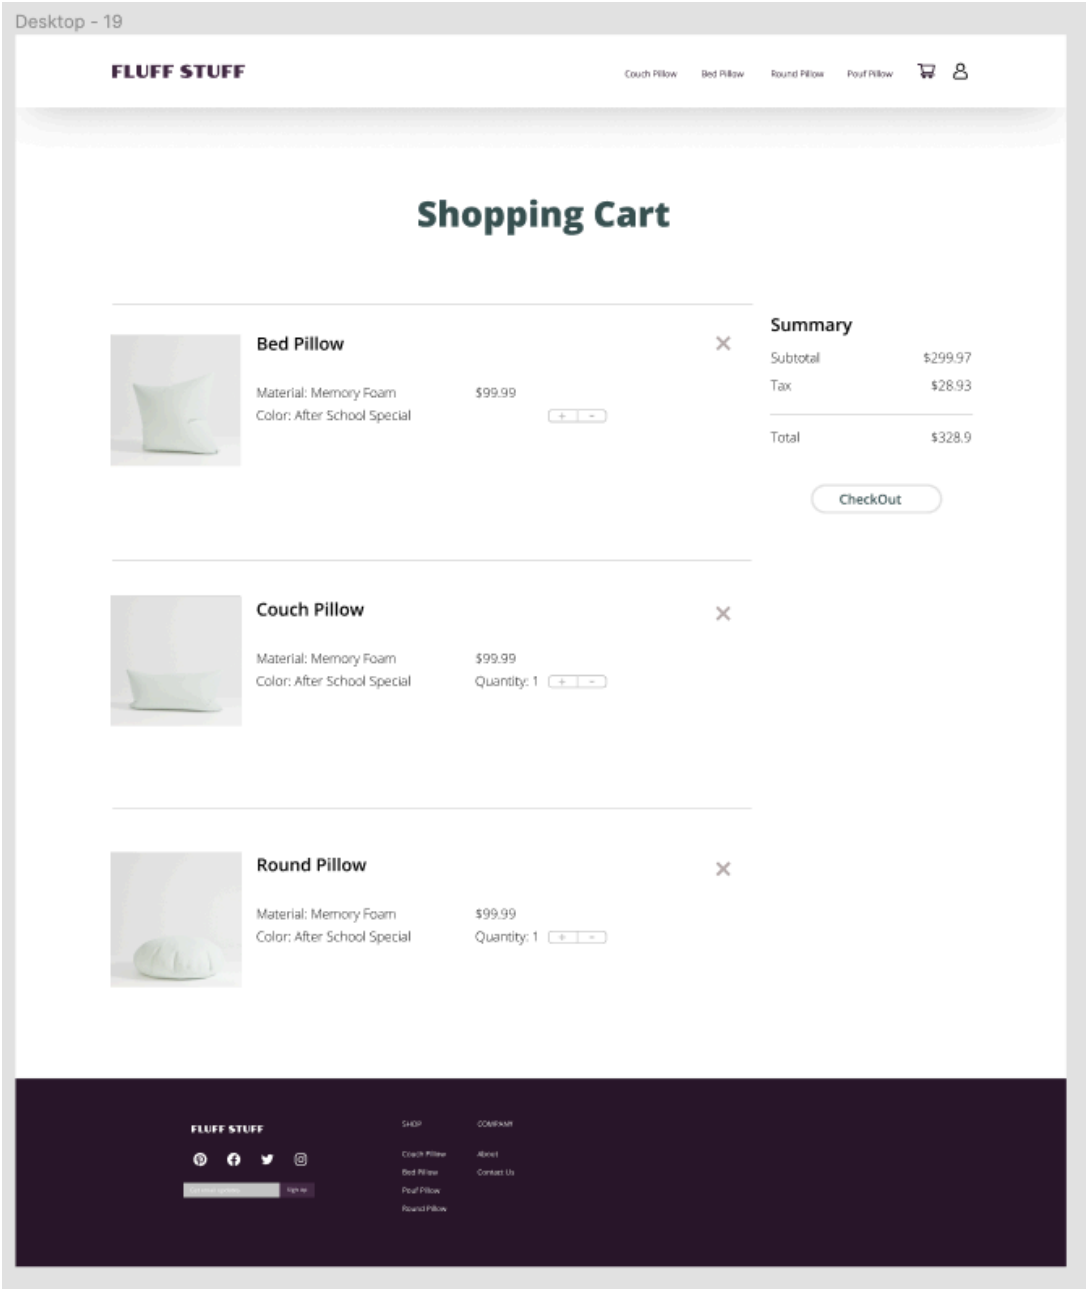 Desktop - 19
FLUFF STUFF
Couch Pillow
Bed Pillow
Round Pillow
Pouf Pillow
Shopping Cart
Bed Pillow
Material: Memory Foam
$99.99
Color: After School Special
+ -
Summary
Subtotal $299.97
Tax $28.93
Total $328.9
CheckOut
Couch Pillow
Material: Memory Foam
$99.99
Color: After School Special
Quantity: 1 + -
Round Pillow
Material: Memory Foam
$99.99
Color: After School Special
Quantity: 1 + -
FLUFF STUFF
Sign up
SHOP
Couch Pillow
Bed Pillow
Pouf Pillow
Round Pillow
COMPANY
About
Contact Us